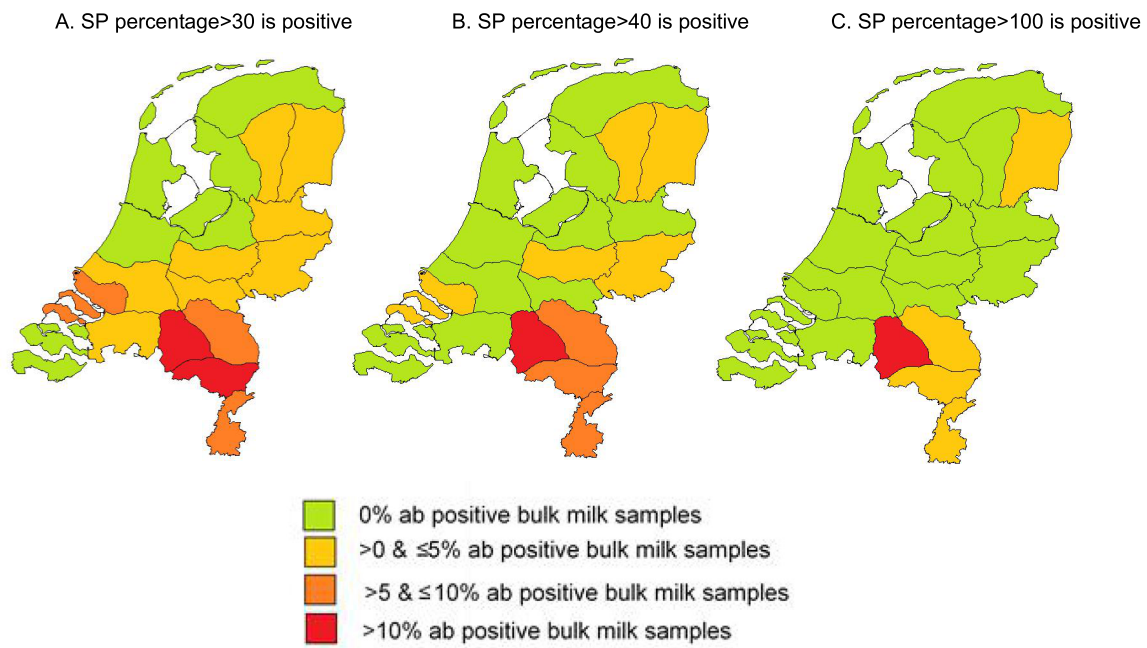 A. SP percentage>30 is positive
B. SP percentage>40 is positive
C. SP percentage>100 is positive
0% ab positive bulk milk samples
>0 & ≤5% ab positive bulk milk samples
>5 & ≤10% ab positive bulk milk samples
>10% ab positive bulk milk samples